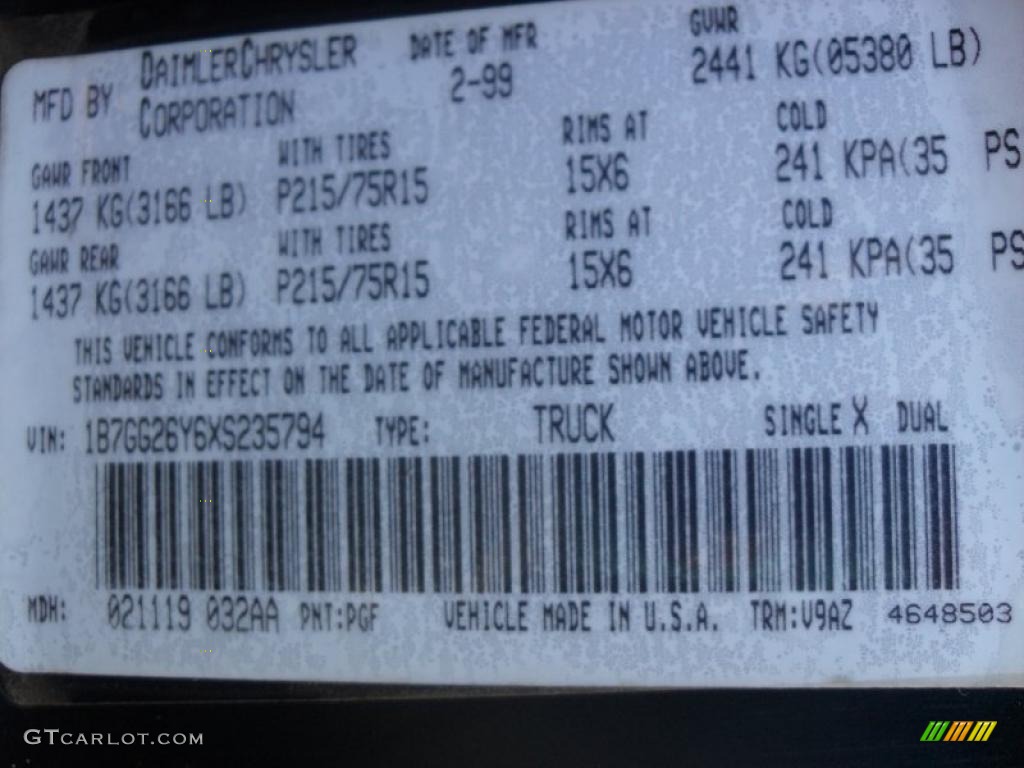 MFD BY DAIMLERCHRYSLER CORPORATION DATE OF MFR 2-99 GVWR 2441 KG(05380 LB)
GAWR FRONT WITH TIRES RIMS AT COLD
1437 KG(3166 LB) P215/75R15 15X6 241 KPA(35 PS
GAWR REAR WITH TIRES RIMS AT COLD
1437 KG(3166 LB) P215/75R15 15X6 241 KPA(35 PS
THIS VEHICLE CONFORMS TO ALL APPLICABLE FEDERAL MOTOR VEHICLE SAFETY
STANDARDS IN EFFECT ON THE DATE OF MANUFACTURE SHOWN ABOVE.
VIN: 1B7GG26Y6XS235794 TYPE: TRUCK SINGLE X DUAL
MDH: 021119 032AA PNT:PGF VEHICLE MADE IN U.S.A. TRM:V9AZ 4648503
GTCARLOT.COM